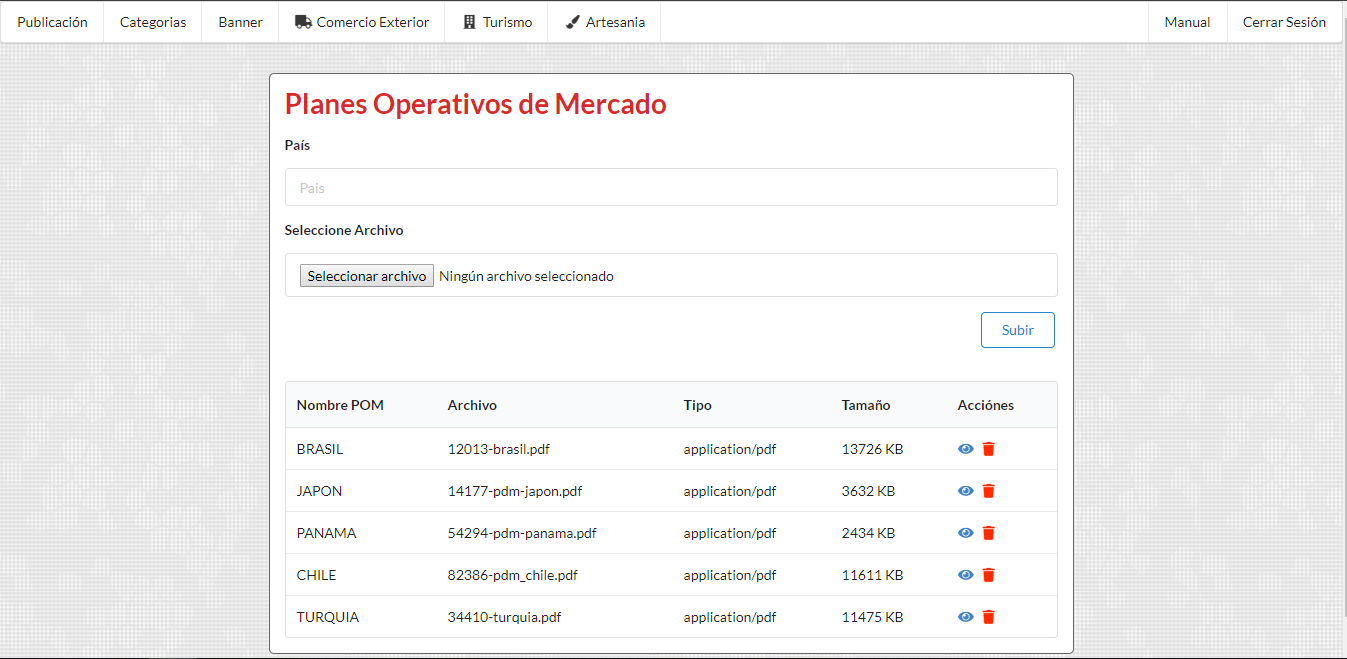 Publicación Categorias Banner Comercio Exterior Turismo Artesania Manual Cerrar Sesión
Planes Operativos de Mercado
País
Pais
Seleccione Archivo
Seleccionar archivo Ningún archivo seleccionado
Subir
Nombre POM Archivo Tipo Tamaño Acciónes
BRASIL 12013-brasil.pdf application/pdf 13726 KB
JAPON 14177-pdm-japon.pdf application/pdf 3632 KB
PANAMA 54294-pdm-panama.pdf application/pdf 2434 KB
CHILE 82386-pdm_chile.pdf application/pdf 11611 KB
TURQUIA 34410-turquia.pdf application/pdf 11475 KB